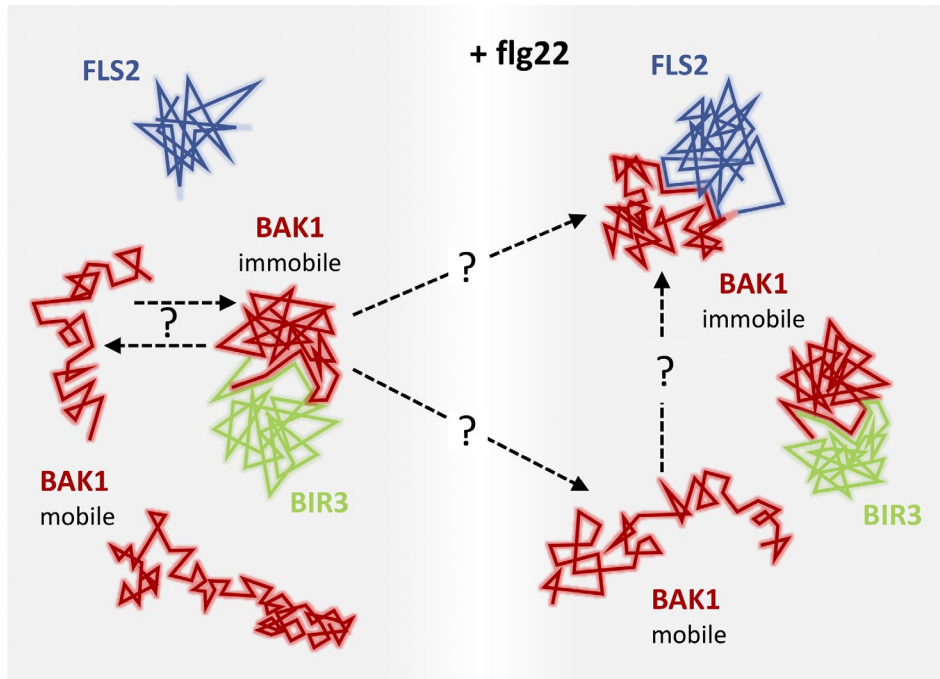 + flg22
FLS2
FLS2
BAK1
immobile
?
?
BAK1
immobile
?
?
BAK1
mobile
BIR3
BIR3
BAK1
mobile